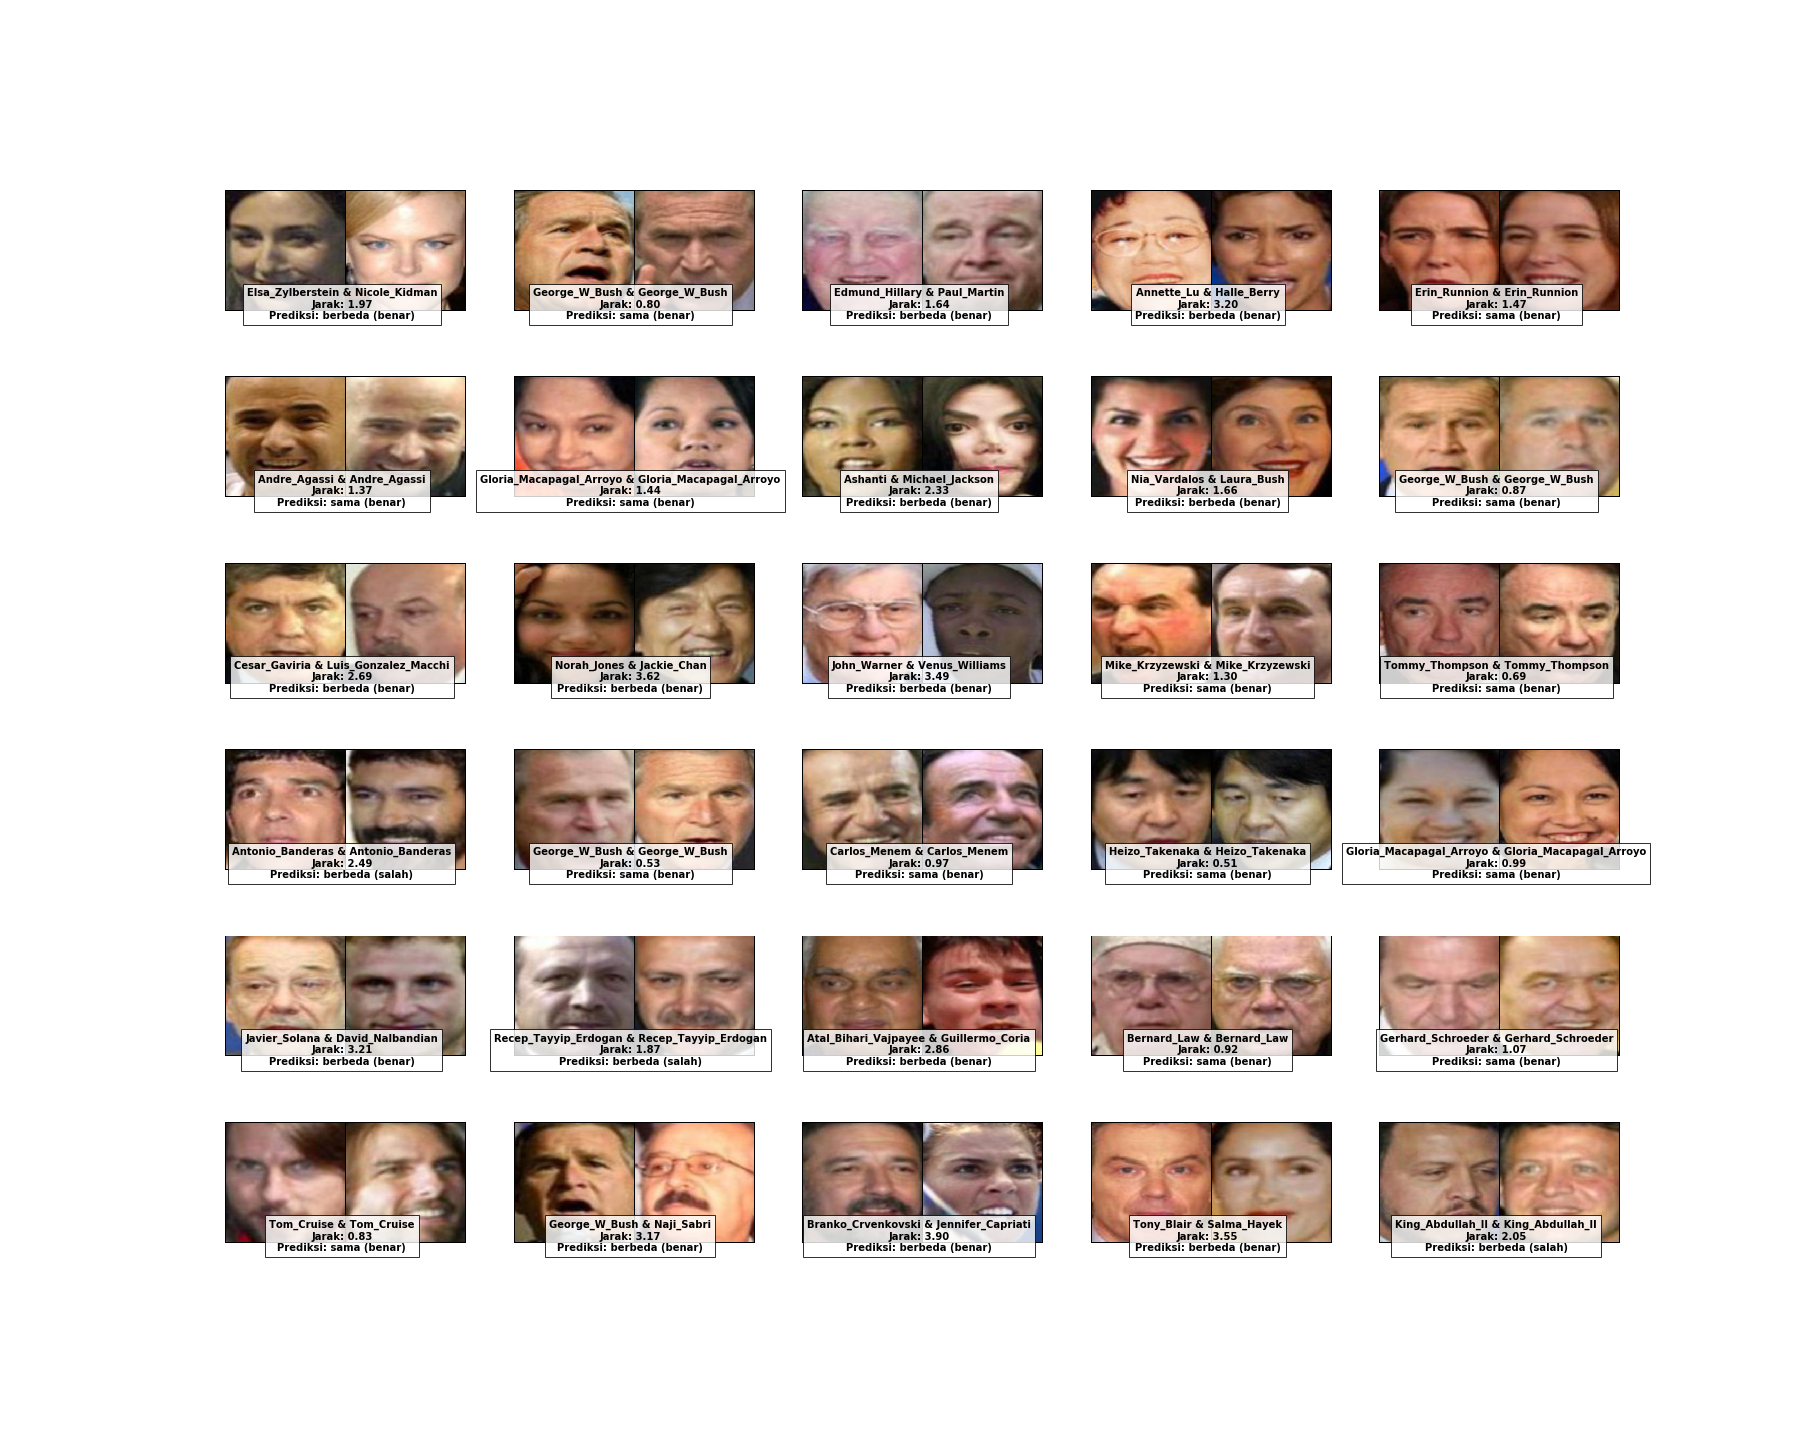 Elsa_Zylberstein & Nicole_Kidman
Jarak: 1.97
Prediksi: berbeda (benar)
George_W_Bush & George_W_Bush
Jarak: 0.80
Prediksi: sama (benar)
Edmund_Hillary & Paul_Martin
Jarak: 1.64
Prediksi: berbeda (benar)
Annette_Lu & Halle_Berry
Jarak: 3.20
Prediksi: berbeda (benar)
Erin_Runnion & Erin_Runnion
Jarak: 1.47
Prediksi: sama (benar)
Andre_Agassi & Andre_Agassi
Jarak: 1.37
Prediksi: sama (benar)
Gloria_Macapagal_Arroyo & Gloria_Macapagal_Arroyo
Jarak: 1.44
Prediksi: sama (benar)
Ashanti & Michael_Jackson
Jarak: 2.33
Prediksi: berbeda (benar)
Nia_Vardalos & Laura_Bush
Jarak: 1.66
Prediksi: berbeda (benar)
George_W_Bush & George_W_Bush
Jarak: 0.87
Prediksi: sama (benar)
Cesar_Gaviria & Luis_Gonzalez_Macchi
Jarak: 2.69
Prediksi: berbeda (benar)
Norah_Jones & Jackie_Chan
Jarak: 3.62
Prediksi: berbeda (benar)
John_Warner & Venus_Williams
Jarak: 3.49
Prediksi: berbeda (benar)
Mike_Krzyzewski & Mike_Krzyzewski
Jarak: 1.30
Prediksi: sama (benar)
Tommy_Thompson & Tommy_Thompson
Jarak: 0.69
Prediksi: sama (benar)
Antonio_Banderas & Antonio_Banderas
Jarak: 2.49
Prediksi: berbeda (salah)
George_W_Bush & George_W_Bush
Jarak: 0.53
Prediksi: sama (benar)
Carlos_Menem & Carlos_Menem
Jarak: 0.97
Prediksi: sama (benar)
Heizo_Takenaka & Heizo_Takenaka
Jarak: 0.51
Prediksi: sama (benar)
Gloria_Macapagal_Arroyo & Gloria_Macapagal_Arroyo
Jarak: 0.99
Prediksi: sama (benar)
Javier_Solana & David_Nalbandian
Jarak: 3.21
Prediksi: berbeda (benar)
Recep_Tayyip_Erdogan & Recep_Tayyip_Erdogan
Jarak: 1.87
Prediksi: berbeda (salah)
Atal_Bihari_Vajpayee & Guillermo_Coria
Jarak: 2.86
Prediksi: berbeda (benar)
Bernard_Law & Bernard_Law
Jarak: 0.92
Prediksi: sama (benar)
Gerhard_Schroeder & Gerhard_Schroeder
Jarak: 1.07
Prediksi: sama (benar)
Tom_Cruise & Tom_Cruise
Jarak: 0.83
Prediksi: sama (benar)
George_W_Bush & Naji_Sabri
Jarak: 3.17
Prediksi: berbeda (benar)
Branko_Crvenkovski & Jennifer_Capriati
Jarak: 3.90
Prediksi: berbeda (benar)
Tony_Blair & Salma_Hayek
Jarak: 3.55
Prediksi: berbeda (benar)
King_Abdullah_II & King_Abdullah_II
Jarak: 2.05
Prediksi: berbeda (salah)